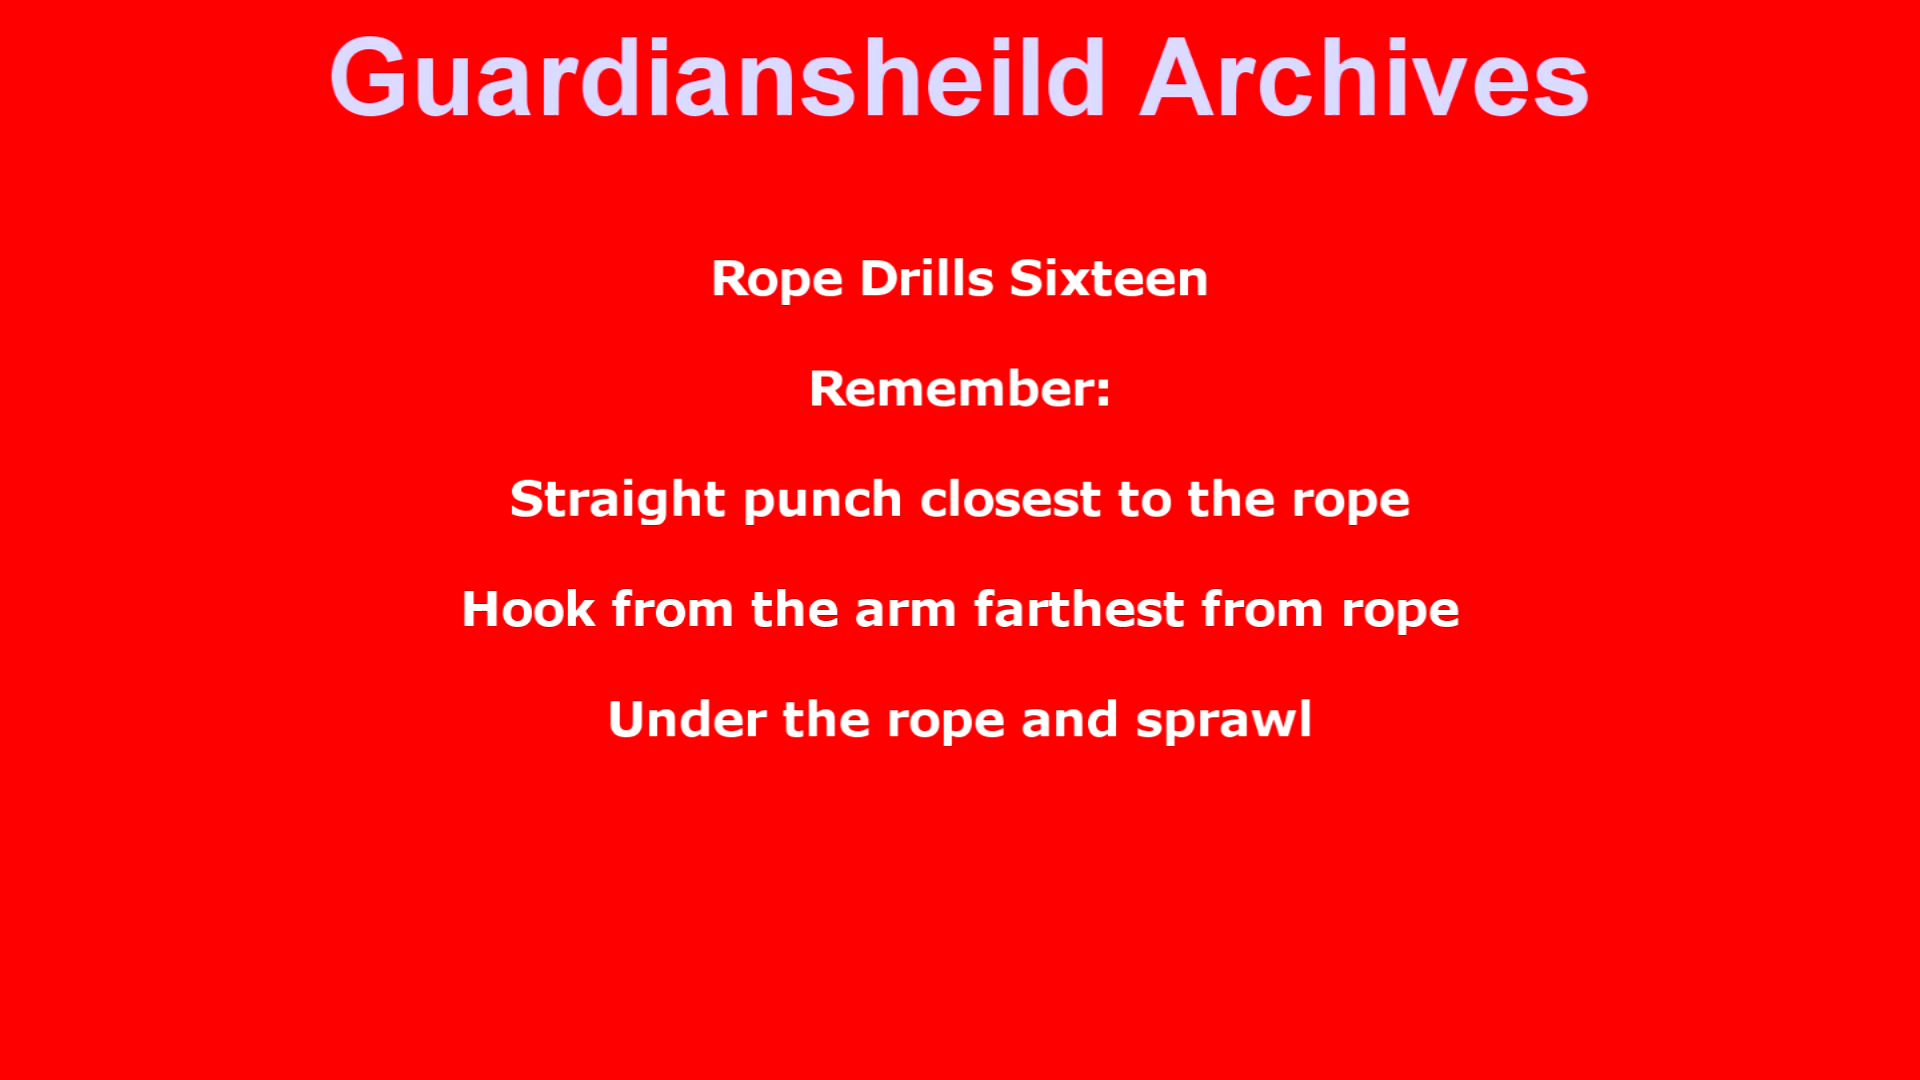 Guardiansheild Archives
Rope Drills Sixteen
Remember:
Straight punch closest to the rope
Hook from the arm farthest from rope
Under the rope and sprawl